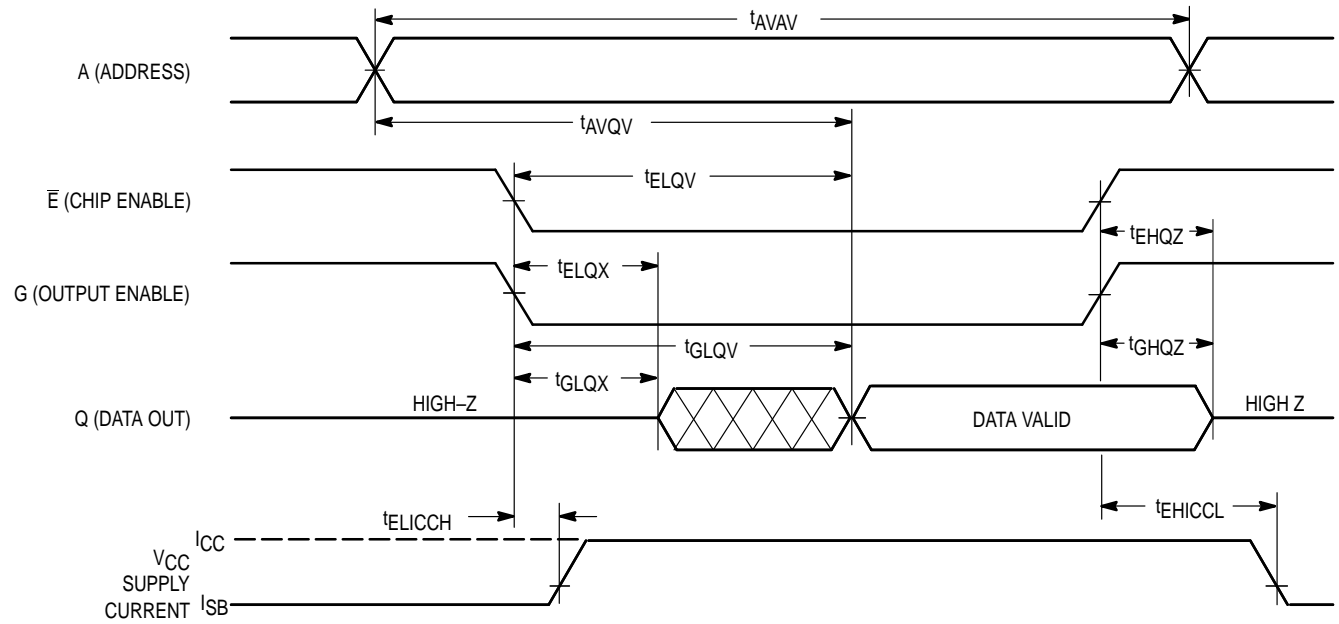 tAVAV
A (ADDRESS)
tAVQV
tELQV
E̅ (CHIP ENABLE)
tEHQZ
tELQX
G (OUTPUT ENABLE)
tGLQV
tGHQZ
tGLQX
HIGH–Z
HIGH Z
Q (DATA OUT)
DATA VALID
tELICCH
tEHICCL
ICC
VCC
SUPPLY
CURRENT ISB